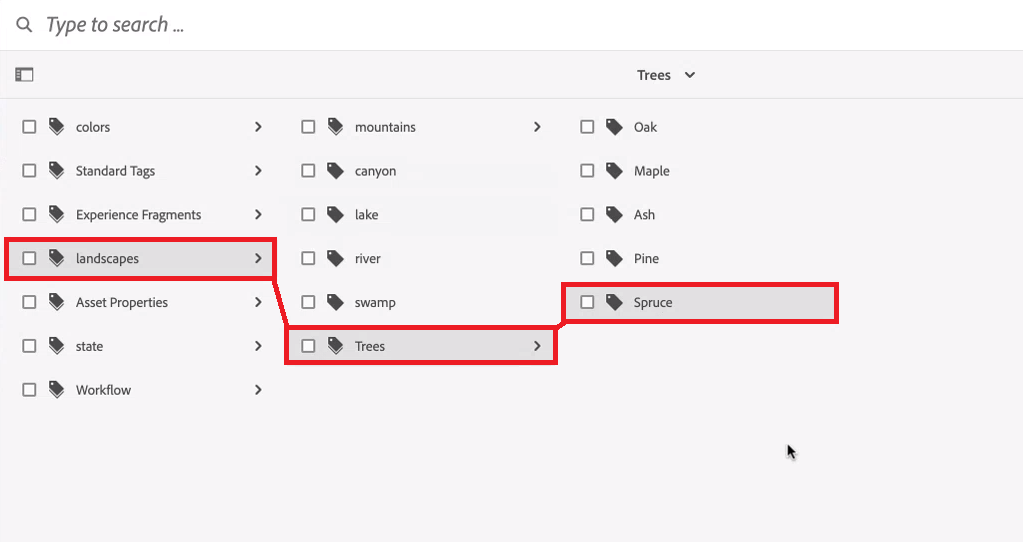 Type to search ...
Trees
colors
Standard Tags
Experience Fragments
landscapes
Asset Properties
state
Workflow
mountains
canyon
lake
river
swamp
Trees
Oak
Maple
Ash
Pine
Spruce